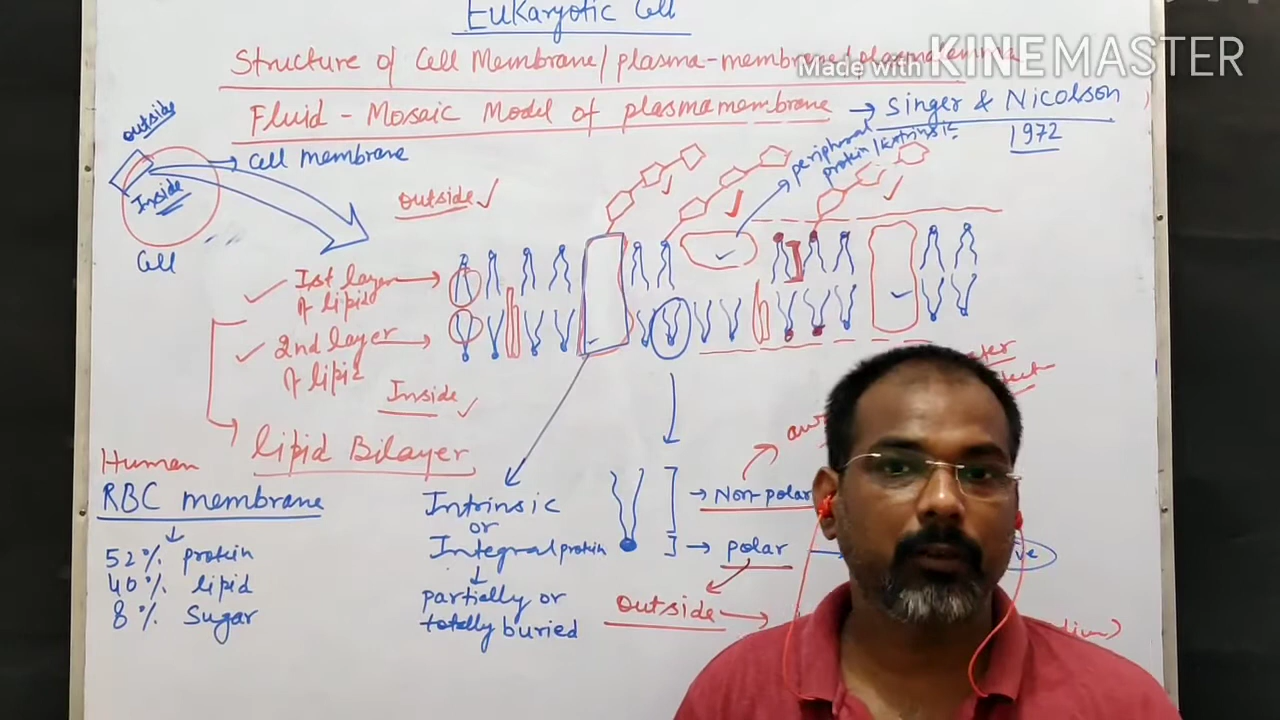 Eukaryotic Cell
Structure of Cell Membrane/plasma-membrane/plasmalemma
Made with KINEMASTER
Fluid - Mosaic Model of plasmamembrane → Singer & Nicolson
1972
outside
Inside
Cell
Cell membrane
outside ✓
peripheral
protein/Extrinsic
Ist layer
of lipid
2nd layer
of lipid
Inside ✓
lipid Bilayer
Human
RBC membrane
52% protein
40% lipid
8% Sugar
Intrinsic
or
Integral protein
partially or
totally buried
→ Non-polar
→ polar
outside →